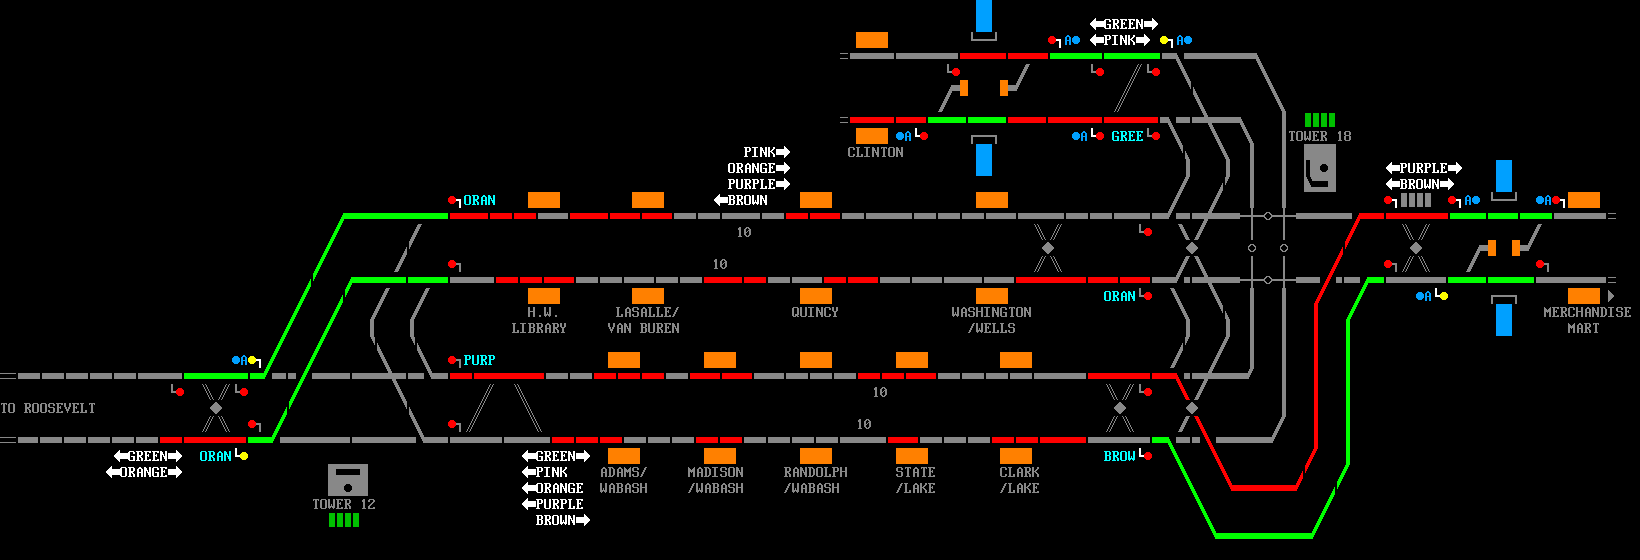 GREEN
A PINK A
A A GREE TOWER 18
PINK CLINTON
ORANGE PURPLE
PURPLE BROWN
ORAN BROWN A A
10
10
ORAN A
H.W. LASALLE/ QUINCY WASHINGTON MERCHANDISE
LIBRARY VAN BUREN /WELLS MART
A PURP
10
TO ROOSEVELT
10
GREEN ORAN GREEN BROW
ORANGE PINK ADAMS/ MADISON RANDOLPH STATE CLARK
ORANGE WABASH /WABASH /WABASH /LAKE /LAKE
TOWER 12 PURPLE
BROWN